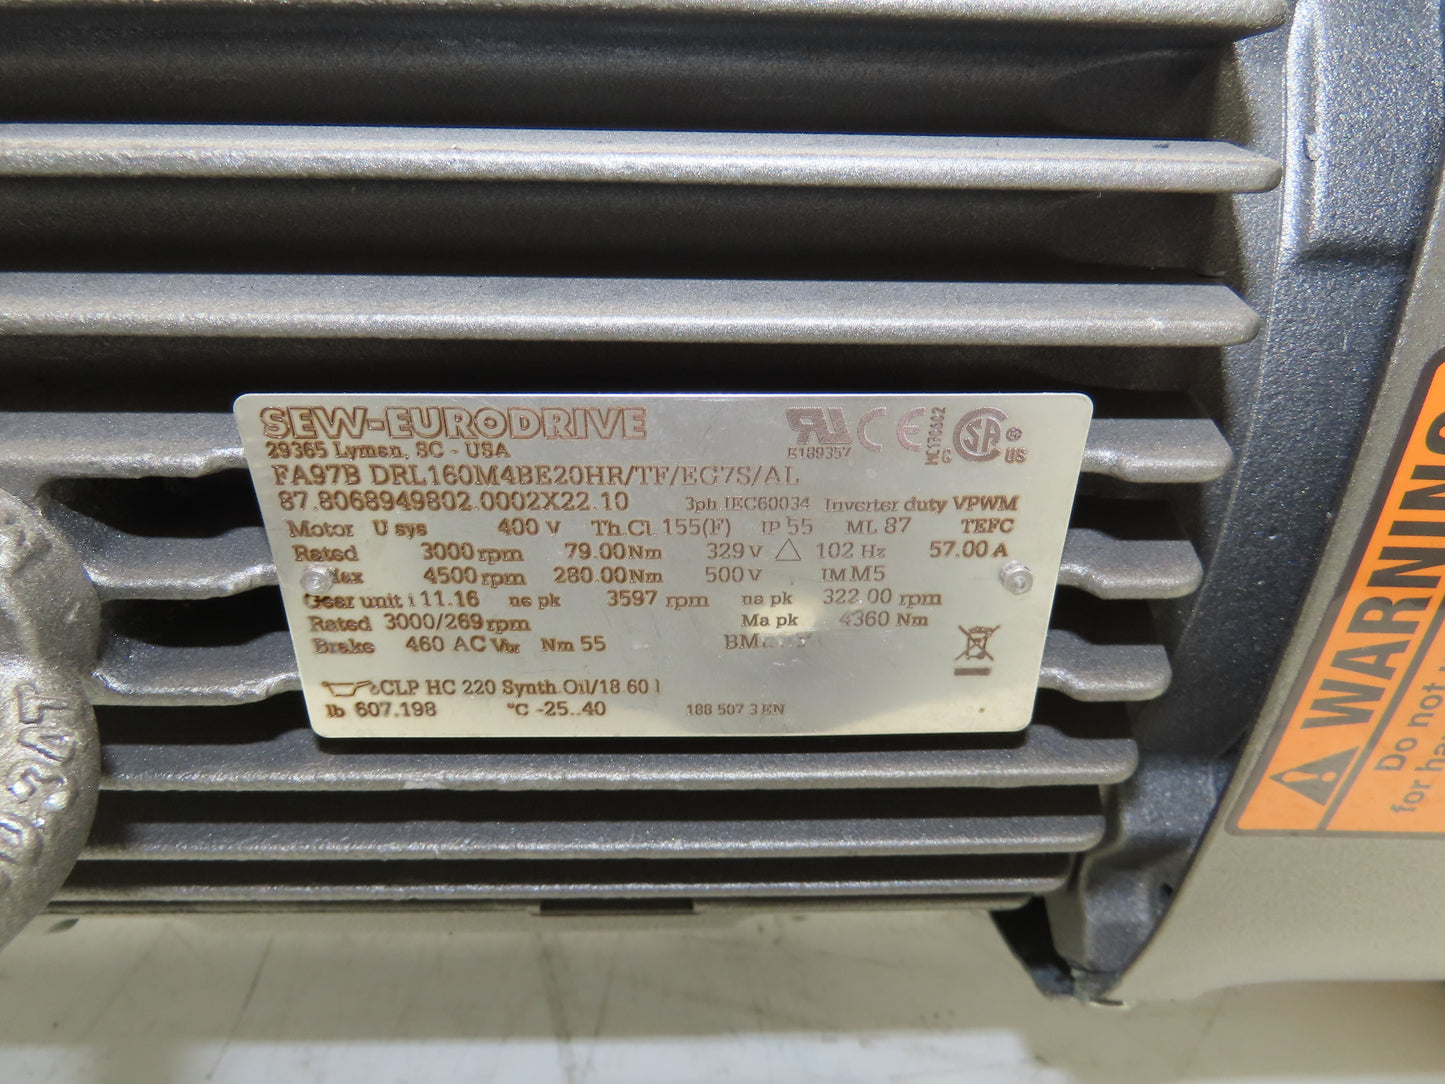 SEW-EURODRIVE
29365 Lyman, SC - USA
E189357
MC170602
US
FA97B DRL160M4BE20HR/TF/EG7S/AL
87.8068949802.0002X22.10 3ph IEC60034 Inverter duty VPWM
Motor U sys 400 V Th.Cl. 155(F) IP 55 ML 87 TEFC
Rated 3000 rpm 79.00 Nm 329 V △ 102 Hz 57.00 A
4500 rpm 280.00 Nm 500 V IM M5
Gear unit i 11.16 ne pk 3597 rpm na pk 322.00 rpm
Rated 3000/269 rpm Ma pk 4360 Nm
Brake 460 AC Vbr Nm 55
CLP HC 220 Synth.Oil/18.60 l
lb 607.198 °C -25..40 188 507 3 EN
WARNING
Do not
for